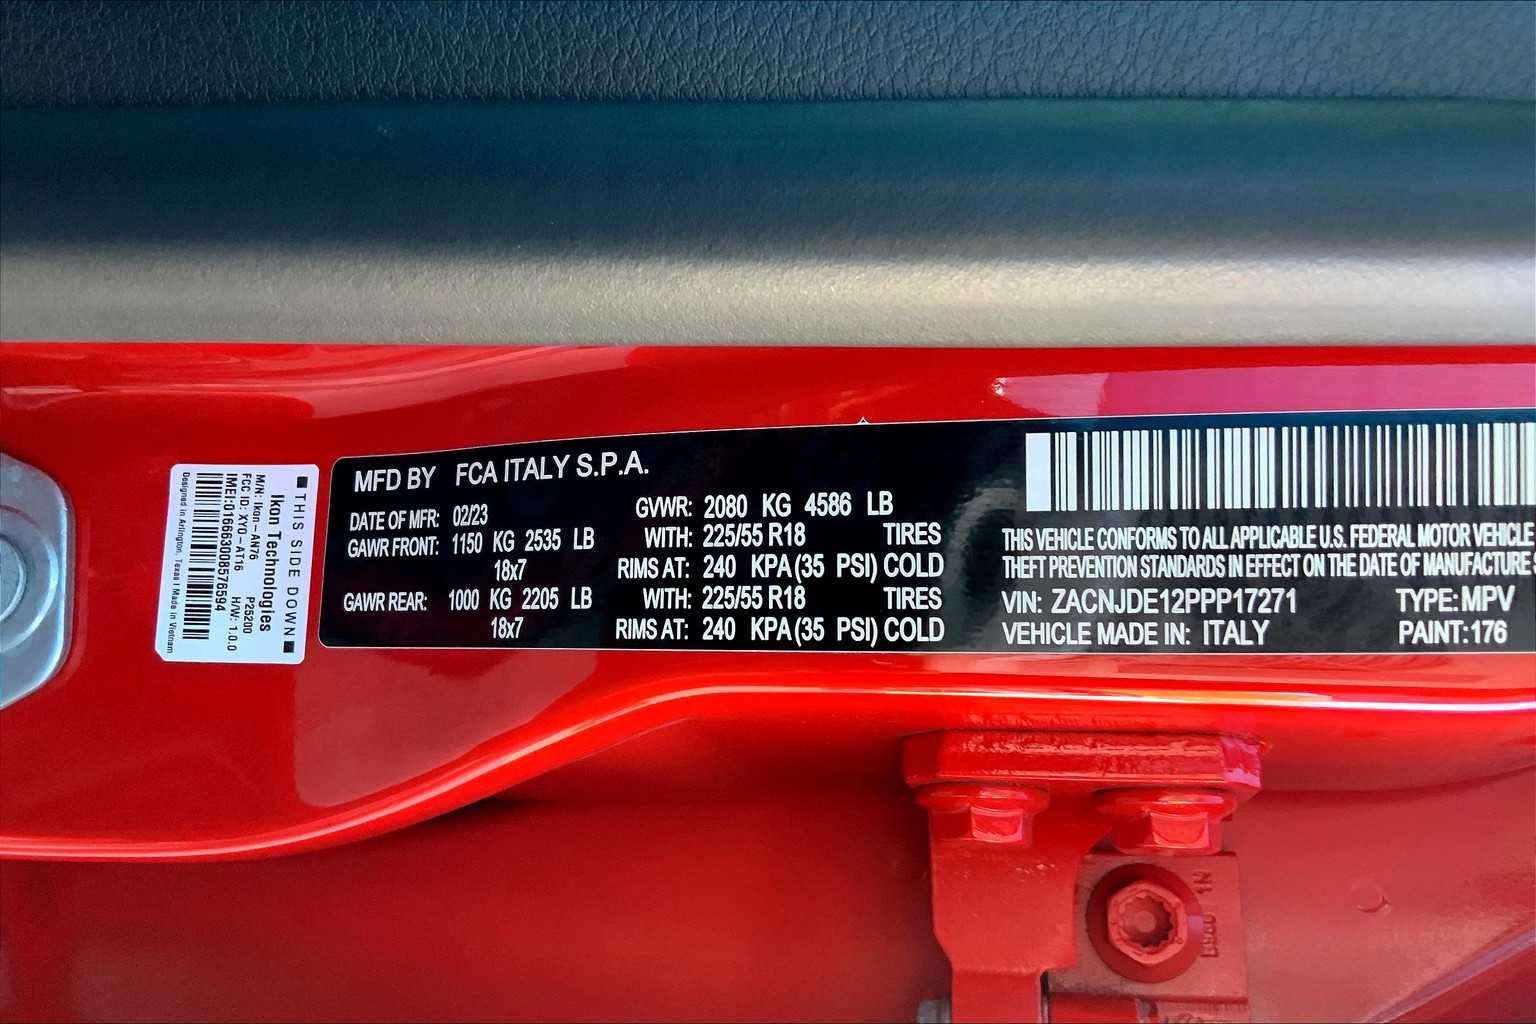 THIS SIDE DOWN
Ikon Technologies
M/N: Ikon-AN76 P25200
FCC ID: XYO-AT16 H/W: 1.0.0
IMEI:016663008576594
Designed in Arlington, Texas | Made in Vietnam
MFD BY FCA ITALY S.P.A.
DATE OF MFR: 02/23 GVWR: 2080 KG 4586 LB
GAWR FRONT: 1150 KG 2535 LB WITH: 225/55 R18 TIRES
18x7 RIMS AT: 240 KPA (35 PSI) COLD
GAWR REAR: 1000 KG 2205 LB WITH: 225/55 R18 TIRES
18x7 RIMS AT: 240 KPA (35 PSI) COLD
THIS VEHICLE CONFORMS TO ALL APPLICABLE U.S. FEDERAL MOTOR VEHICLE
THEFT PREVENTION STANDARDS IN EFFECT ON THE DATE OF MANUFACTURE
VIN: ZACNJDE12PPP17271 TYPE: MPV
VEHICLE MADE IN: ITALY PAINT: 176